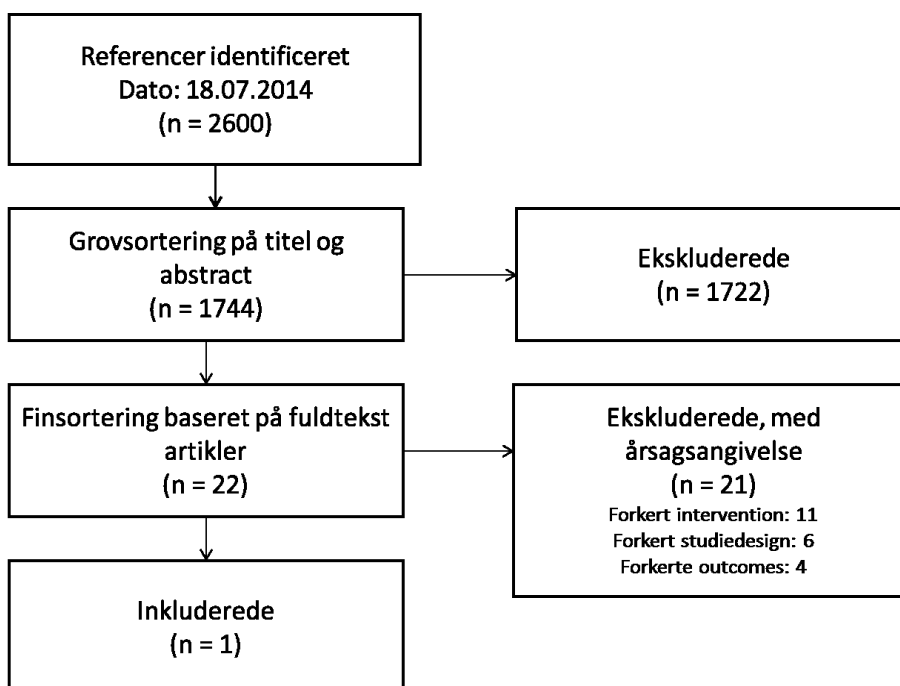 Referencer identificeret
Dato: 18.07.2014
(n = 2600)
Grovsortering på titel og
abstract
(n = 1744)
Ekskluderede
(n = 1722)
Finsortering baseret på fuldtekst
artikler
(n = 22)
Ekskluderede, med
årsagsangivelse
(n = 21)
Forkert intervention: 11
Forkert studiedesign: 6
Forkerte outcomes: 4
Inkluderede
(n = 1)